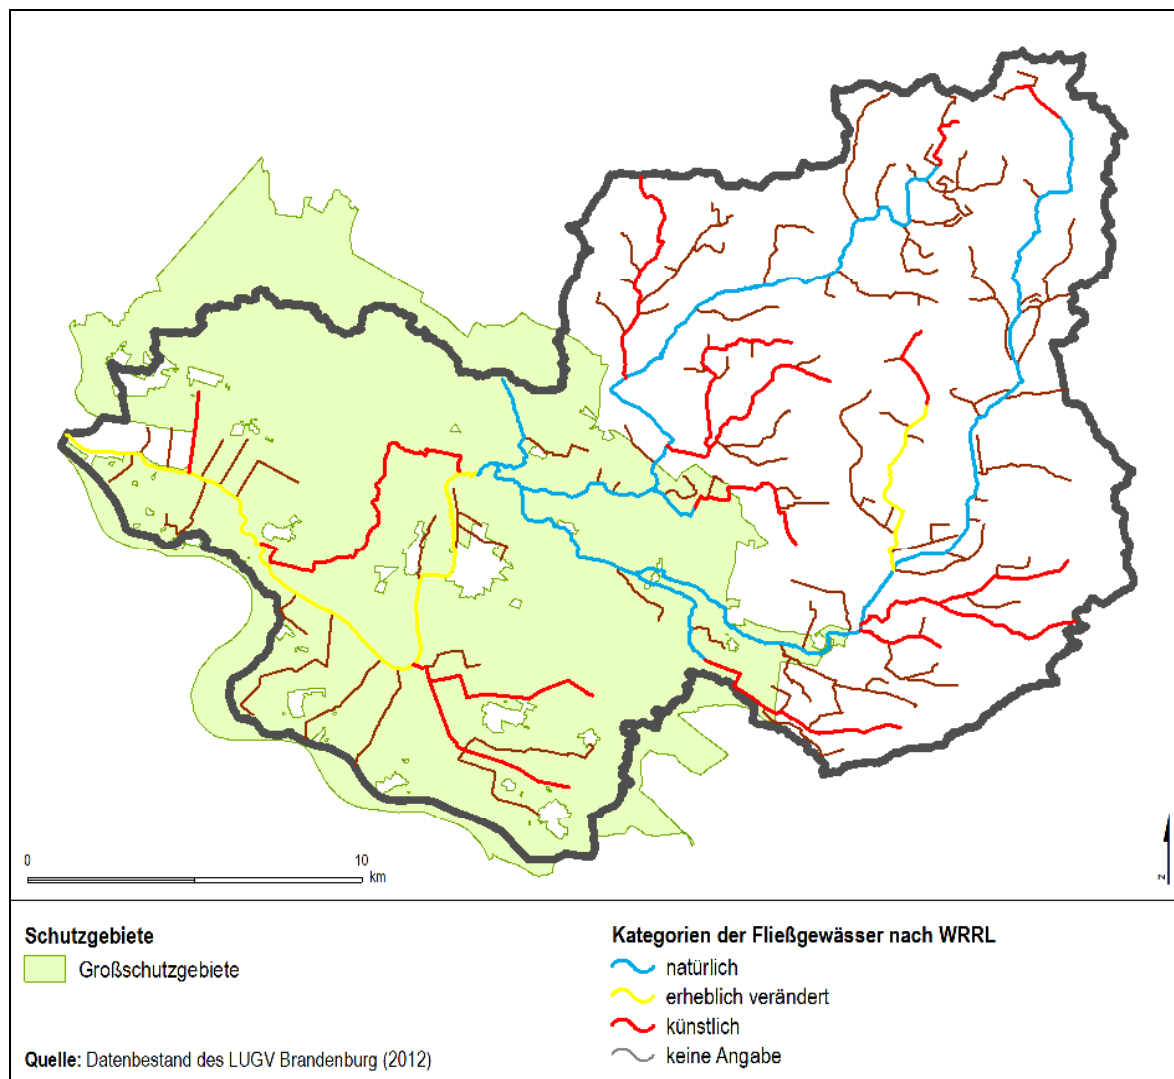 0 10
km
z
Schutzgebiete
Großschutzgebiete
Quelle: Datenbestand des LUGV Brandenburg (2012)
Kategorien der Fließgewässer nach WRRL
natürlich
erheblich verändert
künstlich
keine Angabe